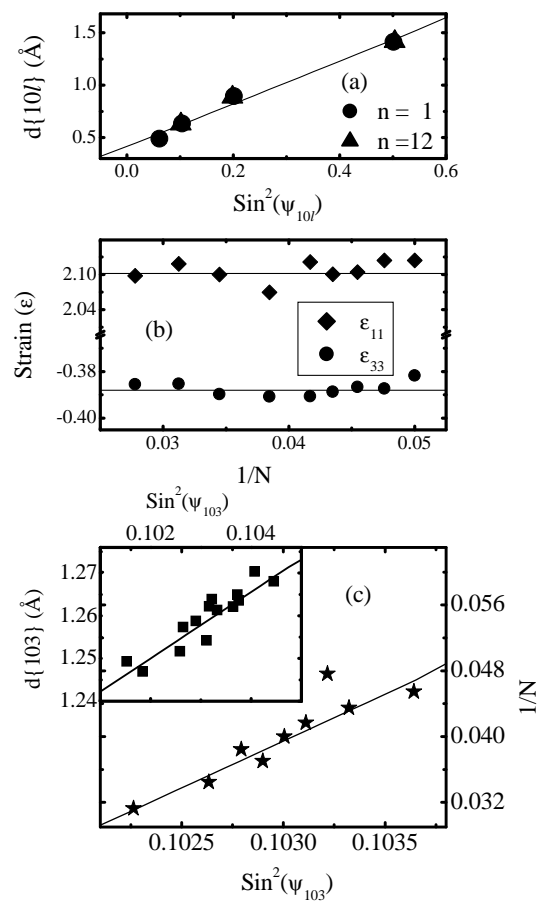 1.5
1.0
0.5
d{10l} (Å)
(a)
n = 1
n =12
0.0 0.2 0.4 0.6
Sin²(ψ₁₀ₗ)
2.10
2.04
-0.38
-0.40
Strain (ε)
(b)
ε₁₁
ε₃₃
0.03 0.04 0.05
1/N
Sin²(ψ₁₀₃)
0.102 0.104
1.27
1.26
1.25
1.24
d{103} (Å)
(c)
0.056
0.048
0.040
0.032
1/N
0.1025 0.1030 0.1035
Sin²(ψ₁₀₃)